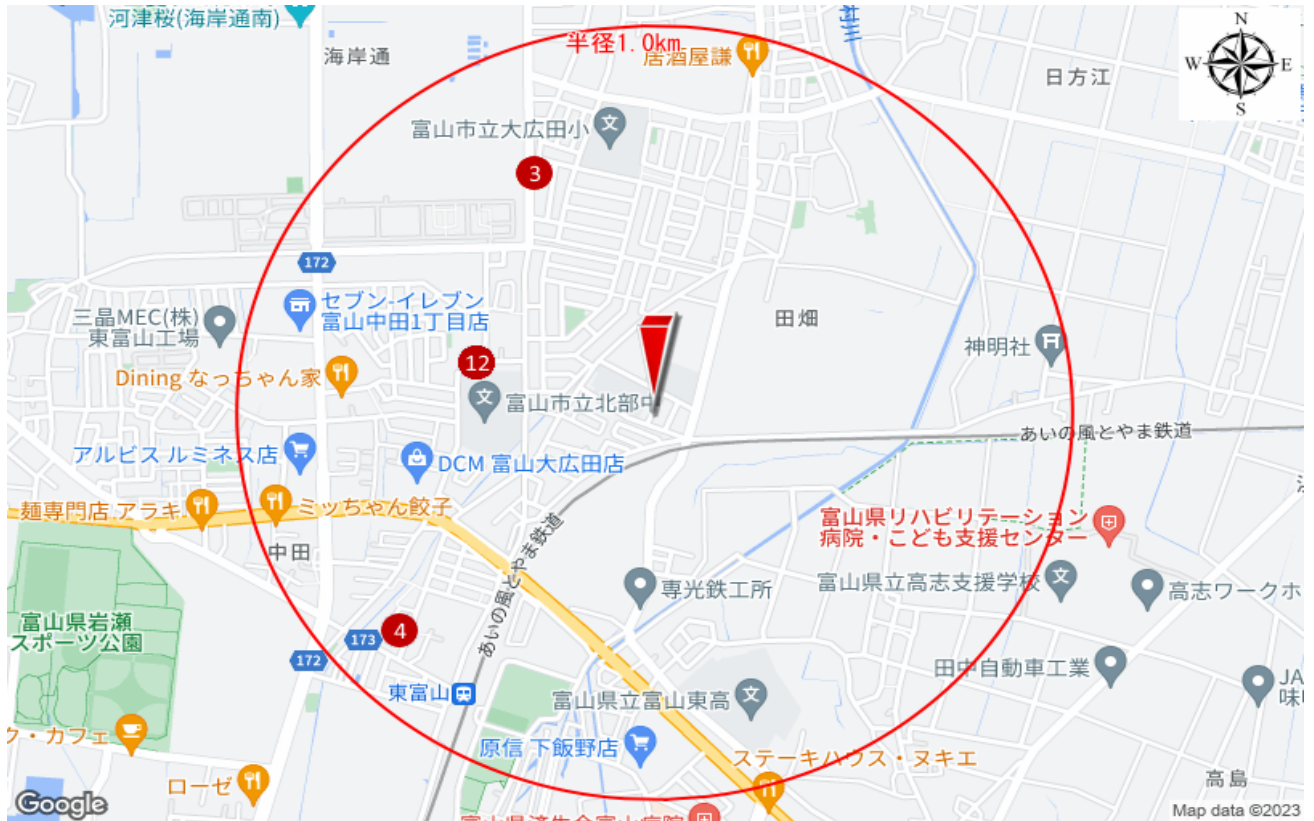 河津桜(海岸通南)
海岸通
半径1.0km
居酒屋謙
村川
日方江
N
W
E
S
富山市立大広田小
3
172
セブン-イレブン
富山中田1丁目店
三晶MEC(株)
東富山工場
田畑
神明社
12
Dining なっちゃん家
富山市立北部中
あいの風とやま鉄道
アルビス ルミネス店
DCM 富山大広田店
麺専門店 アラキ
ミッちゃん餃子
中田
富山県リハビリテーション
病院・こども支援センター
あいの風とやま鉄道
専光鉄工所
富山県立高志支援学校
高志ワークホ
富山県岩瀬
スポーツ公園
173
4
172
東富山
富山県立富山東高
田中自動車工業
JA
味
ク・カフェ
原信 下飯野店
ステーキハウス・ヌキエ
ローゼ
高島
Google
富山県済生会富山病院
Map data ©2023